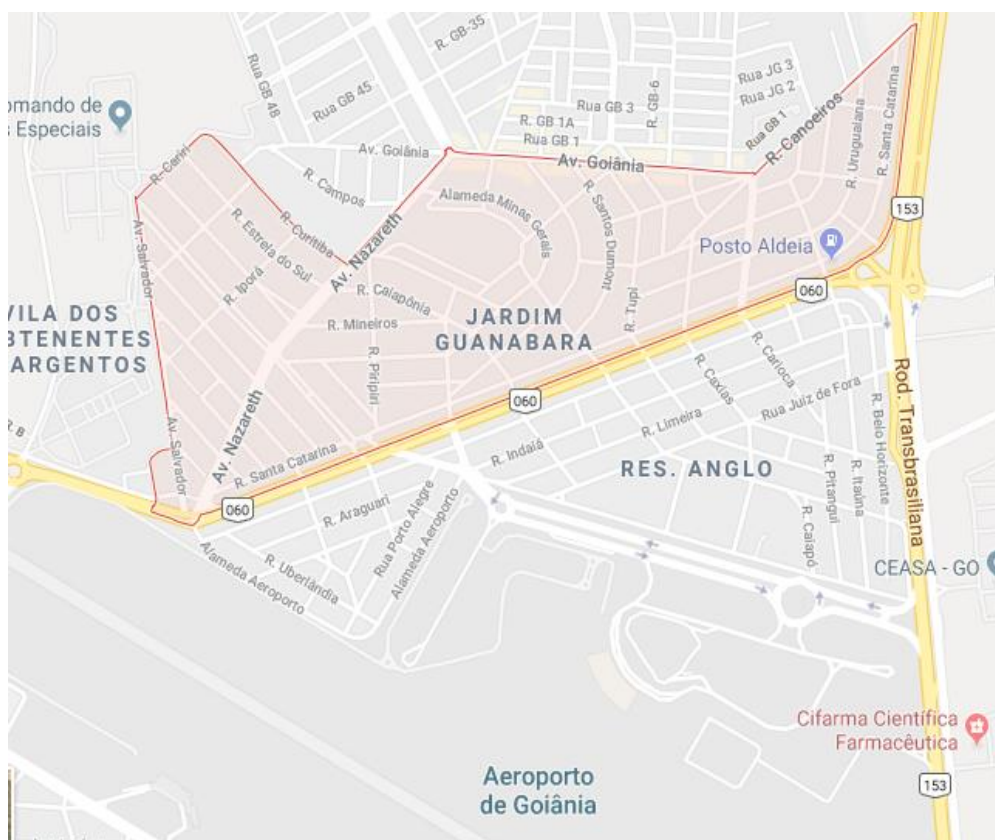 R. GB-35
Rua GB 48
Rua GB 45
Rua JG 3
Rua JG 2
Rua GB 3
R. GB-6
R. GB 1A
Rua GB 1
Rua GB 1
omando de
s Especiais
R. Cariri
Av. Goiânia
Av. Goiânia
R. Canoeiros
R. Uruguaiana
R. Santa Catarina
R. Campos
Alameda Minas
Gerais
R. Santos Dumont
153
Av. Salvador
R. Estrela do Sul
R. Curitiba
Av. Nazareth
Posto Aldeia
R. Iporá
R. Caiapônia
R. Tupi
060
VILA DOS
BTENENTES
ARGENTOS
R. Mineiros
JARDIM
GUANABARA
R. Piripiri
R. Carioca
R. Caxias
Rua Juiz de Fora
Rod. Transbrasiliana
060
R. Belo Horizonte
R. Limeira
R B
Av. Salvador
Av. Nazareth
R. Santa Catarina
R. Indaiá
RES. ANGLO
R. Pitangui
R. Itaúna
060
R. Araguari
Rua Porto Alegre
Alameda Aeroporto
R. Caiapó
Alameda Aeroporto
R. Uberlândia
CEASA - GO
Cifarma Científica
Farmacêutica
Aeroporto
de Goiânia
153